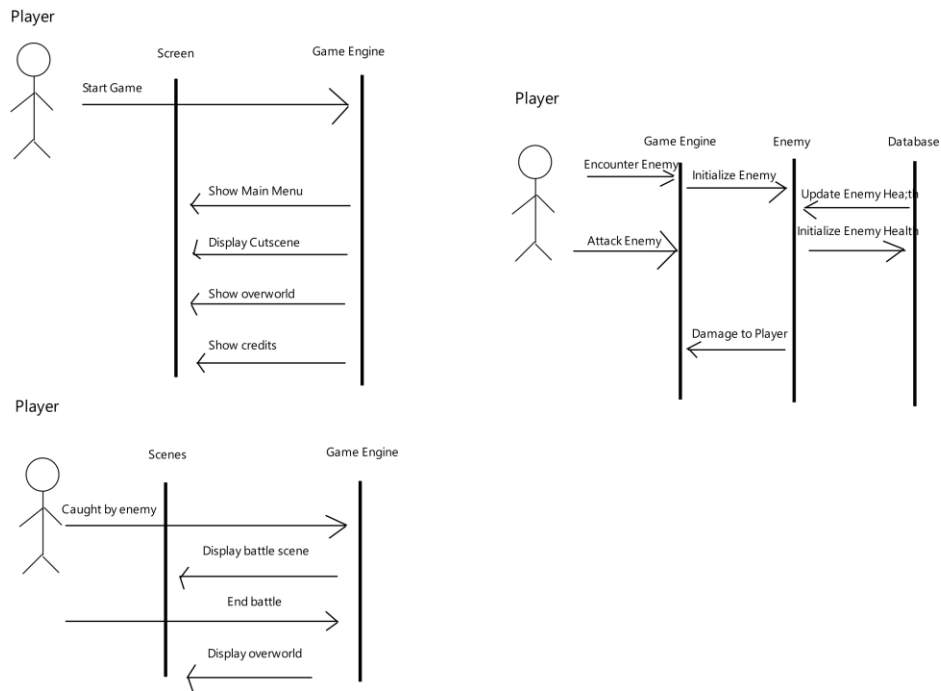 Player
Screen
Game Engine
Start Game
Show Main Menu
Display Cutscene
Show overworld
Show credits
Player
Game Engine
Enemy
Database
Encounter Enemy
Initialize Enemy
Update Enemy Hea;th
Initialize Enemy Health
Attack Enemy
Damage to Player
Player
Scenes
Game Engine
Caught by enemy
Display battle scene
End battle
Display overworld